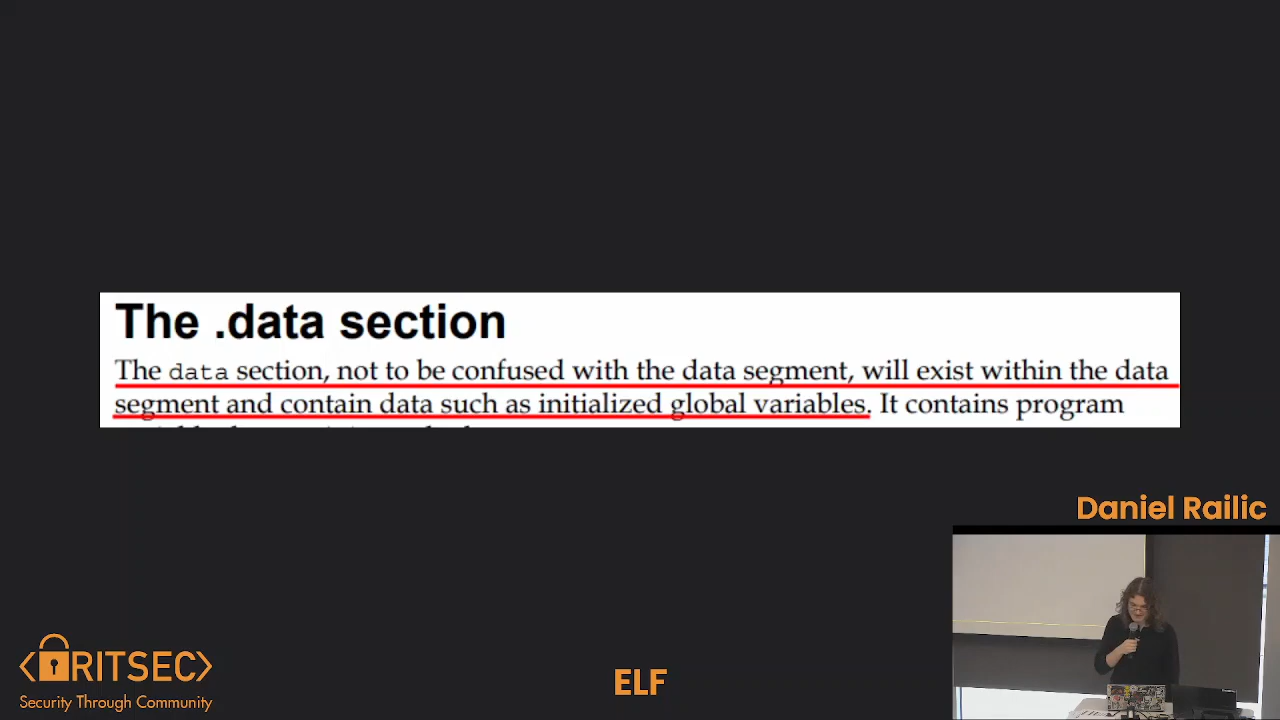 The .data section
The data section, not to be confused with the data segment, will exist within the data
segment and contain data such as initialized global variables. It contains program
Daniel Railic
RITSEC
Security Through Community
ELF